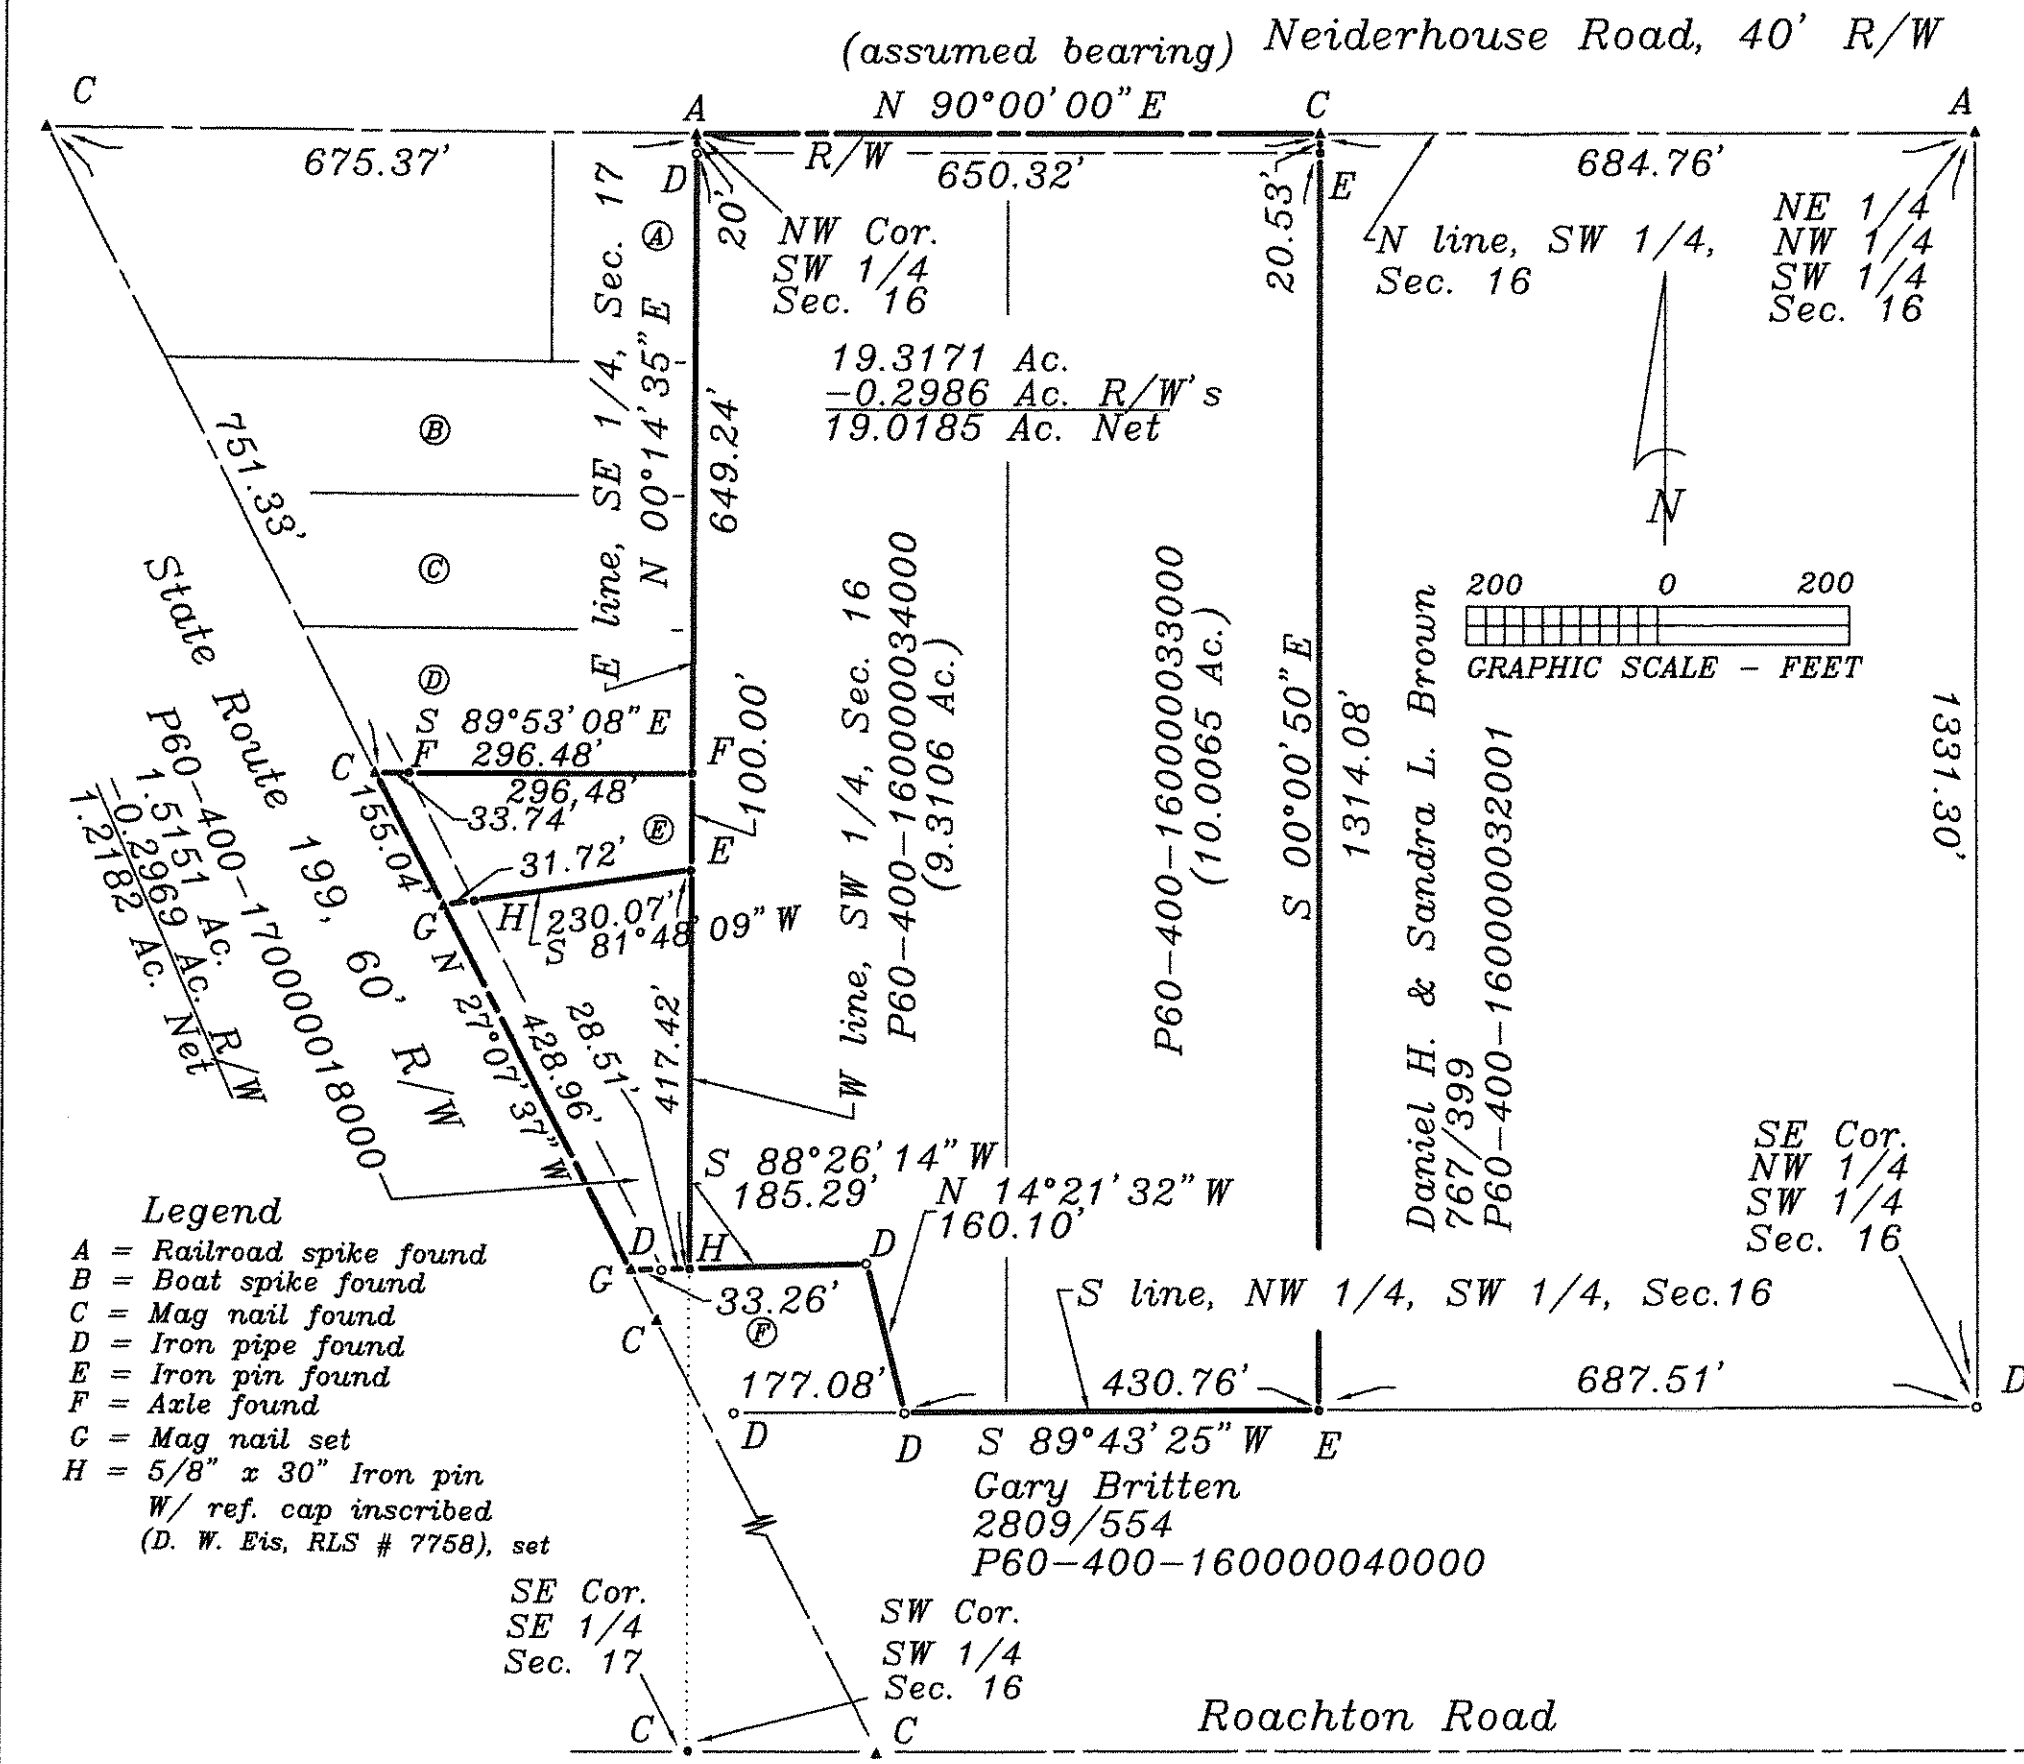 (assumed bearing) Neiderhouse Road, 40' R/W
C
A
N 90°00'00" E
C
A
675.37'
R/W
650.32'
684.76'
D
20'
20.53'
E
NW Cor.
SW 1/4
Sec. 16
N line, SW 1/4,
Sec. 16
NE 1/4
NW 1/4
SW 1/4
Sec. 16
E line, SE 1/4, Sec. 17
N 00°14'35" E
A
649.24'
19.3171 Ac.
-0.2986 Ac. R/W's
19.0185 Ac. Net
N
B
751.33'
C
200 0 200
GRAPHIC SCALE - FEET
State Route 199, 60' R/W
P60-400-170000018000
1.5151 Ac.
-0.2969 Ac. R/W
1.2182 Ac. Net
D
S 89°53'08" E
C
F
296.48'
F
296.48'
33.74'
100.00'
155.04'
E
E
31.72'
G
H
230.07'
S 81°48'09" W
N 27°07'37" W
428.96'
28.51'
417.42'
W line, SW 1/4, Sec. 16
P60-400-160000034000
(9.3106 Ac.)
P60-400-160000033000
(10.0065 Ac.)
S 00°00'50" E
1314.08'
Daniel H. & Sandra L. Brown
767/399
P60-400-160000032001
1331.30'
S 88°26'14" W
185.29'
N 14°21'32" W
160.10'
SE Cor.
NW 1/4
SW 1/4
Sec. 16
D
H
D
G
33.26'
C
F
S line, NW 1/4, SW 1/4, Sec.16
177.08'
430.76'
687.51'
D
D
D
S 89°43'25" W
E
Gary Britten
2809/554
P60-400-160000040000
Legend
A = Railroad spike found
B = Boat spike found
C = Mag nail found
D = Iron pipe found
E = Iron pin found
F = Axle found
G = Mag nail set
H = 5/8" x 30" Iron pin
W/ ref. cap inscribed
(D. W. Eis, RLS # 7758), set
SE Cor.
SE 1/4
Sec. 17
SW Cor.
SW 1/4
Sec. 16
C
C
Roachton Road